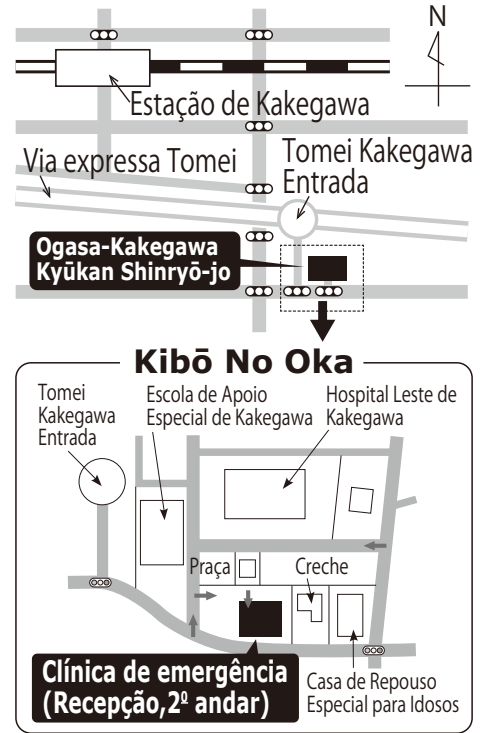 N
Estação de Kakegawa
Via expressa Tomei
Tomei Kakegawa
Entrada
Ogasa-Kakegawa
Kyūkan Shinryō-jo
Kibō No Oka
Tomei
Kakegawa
Entrada
Escola de Apoio
Especial de Kakegawa
Hospital Leste de
Kakegawa
Praça
Creche
Clínica de emergência
(Recepção,2º andar)
Casa de Repouso
Especial para Idosos